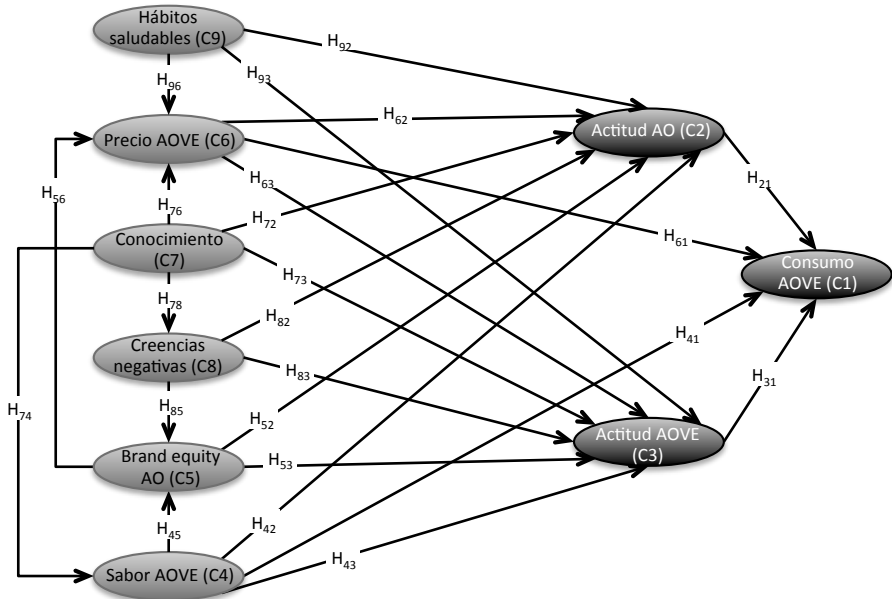 Hábitos
saludables (C9)
H92
H93
H96
Precio AOVE (C6)
H62
Actitud AO (C2)
H63
H56
H21
H76
H72
H61
Conocimiento
(C7)
H73
Consumo
AOVE (C1)
H78
H82
H41
Creencias
negativas (C8)
H83
H31
H74
H85
H52
Brand equity
AO (C5)
H53
Actitud AOVE
(C3)
H45
H42
H43
Sabor AOVE (C4)